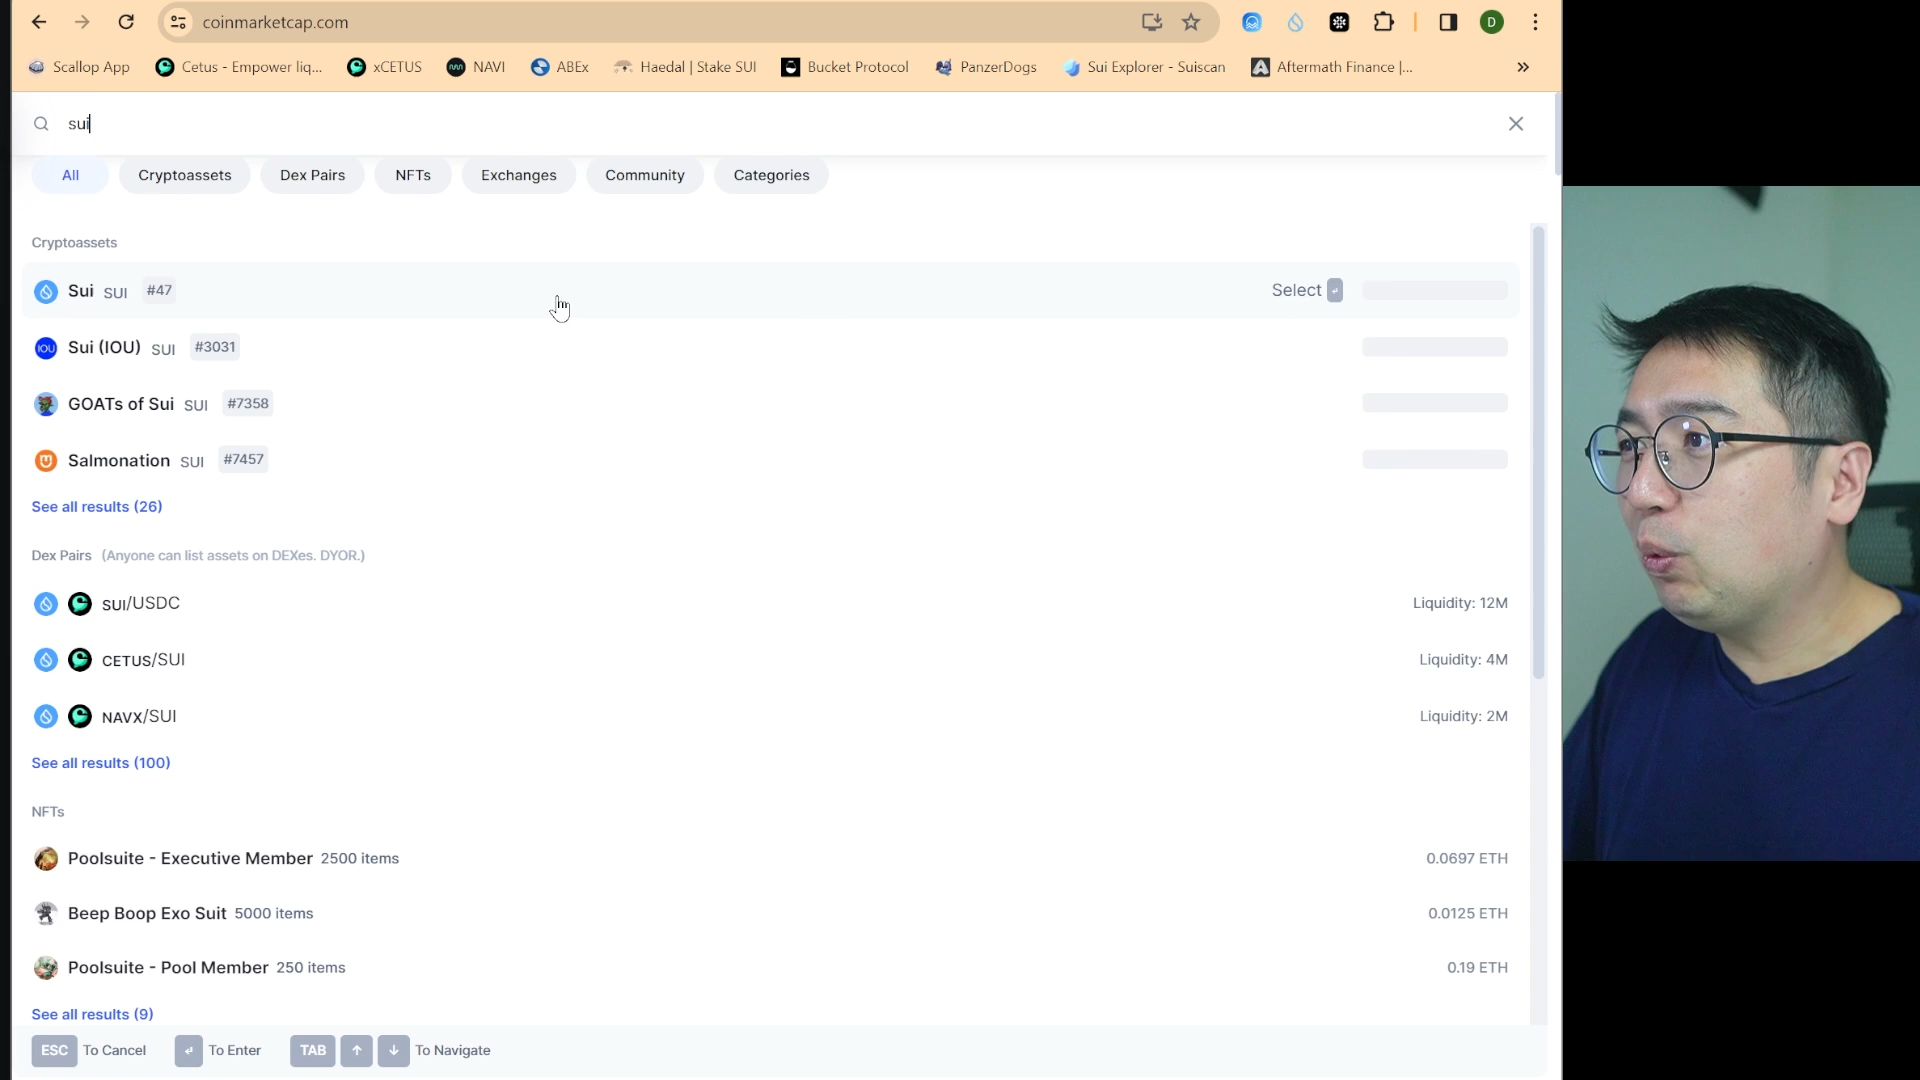 coinmarketcap.com
D
Scallop App
Cetus - Empower liq...
xCETUS
NAVI
ABEx
Haedal | Stake SUI
Bucket Protocol
PanzerDogs
Sui Explorer - Suiscan
Aftermath Finance |...
sui
All
Cryptoassets
Dex Pairs
NFTs
Exchanges
Community
Categories
Cryptoassets
Sui SUI #47
Select
IOU
Sui (IOU) SUI #3031
GOATs of Sui SUI #7358
Salmonation SUI #7457
See all results (26)
Dex Pairs (Anyone can list assets on DEXes. DYOR.)
SUI/USDC
Liquidity: 12M
CETUS/SUI
Liquidity: 4M
NAVX/SUI
Liquidity: 2M
See all results (100)
NFTs
Poolsuite - Executive Member 2500 items
0.0697 ETH
Beep Boop Exo Suit 5000 items
0.0125 ETH
Poolsuite - Pool Member 250 items
0.19 ETH
See all results (9)
ESC To Cancel
To Enter
TAB To Navigate